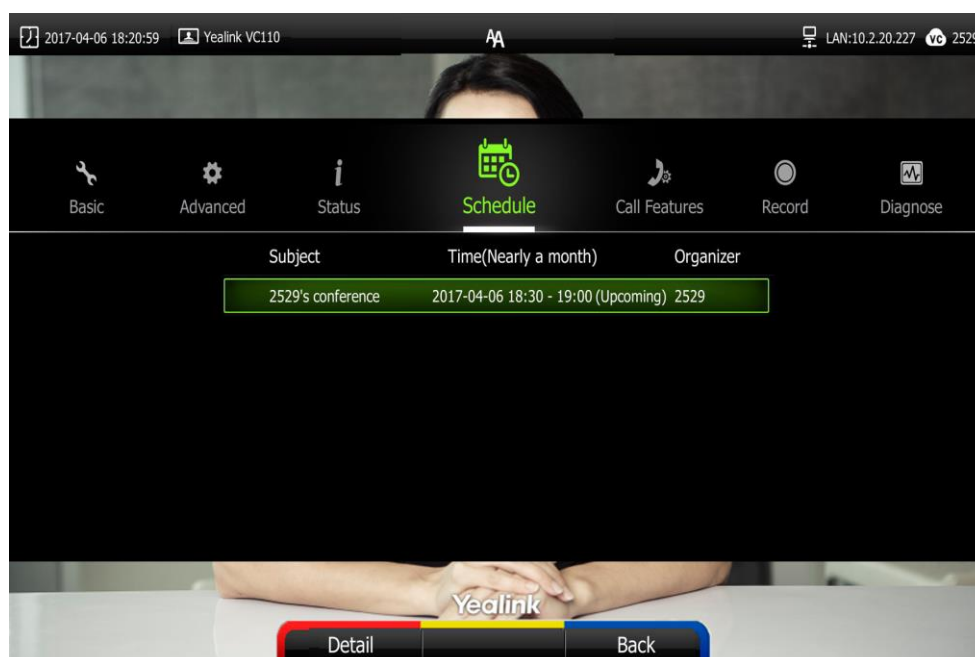 2017-04-06 18:20:59 Yealink VC110 AA LAN:10.2.20.227 VC 2529
Basic Advanced Status Schedule Call Features Record Diagnose
Subject Time(Nearly a month) Organizer
2529's conference 2017-04-06 18:30 - 19:00 (Upcoming) 2529
Yealink
Detail Back